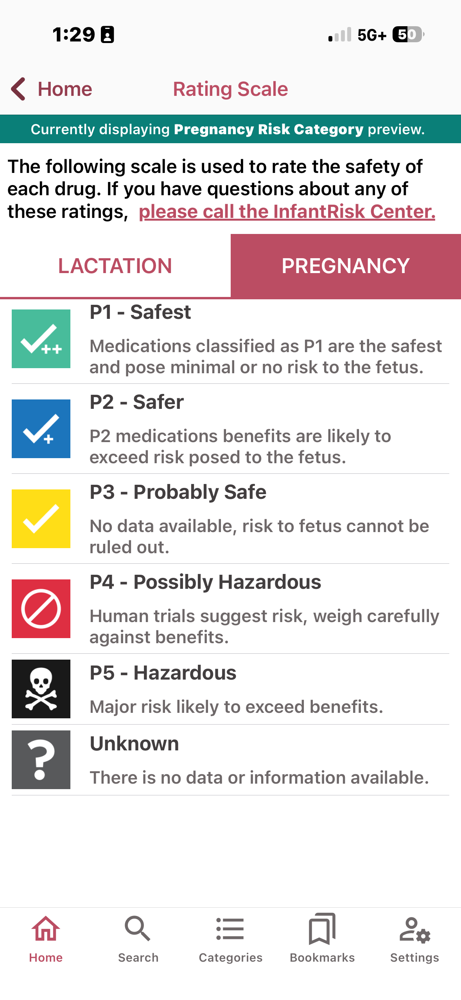 1:29
5G+ 50
Home
Rating Scale
Currently displaying Pregnancy Risk Category preview.
The following scale is used to rate the safety of
each drug. If you have questions about any of
these ratings, please call the InfantRisk Center.
LACTATION
PREGNANCY
P1 - Safest
Medications classified as P1 are the safest
and pose minimal or no risk to the fetus.
P2 - Safer
P2 medications benefits are likely to
exceed risk posed to the fetus.
P3 - Probably Safe
No data available, risk to fetus cannot be
ruled out.
P4 - Possibly Hazardous
Human trials suggest risk, weigh carefully
against benefits.
P5 - Hazardous
Major risk likely to exceed benefits.
Unknown
There is no data or information available.
Home
Search
Categories
Bookmarks
Settings